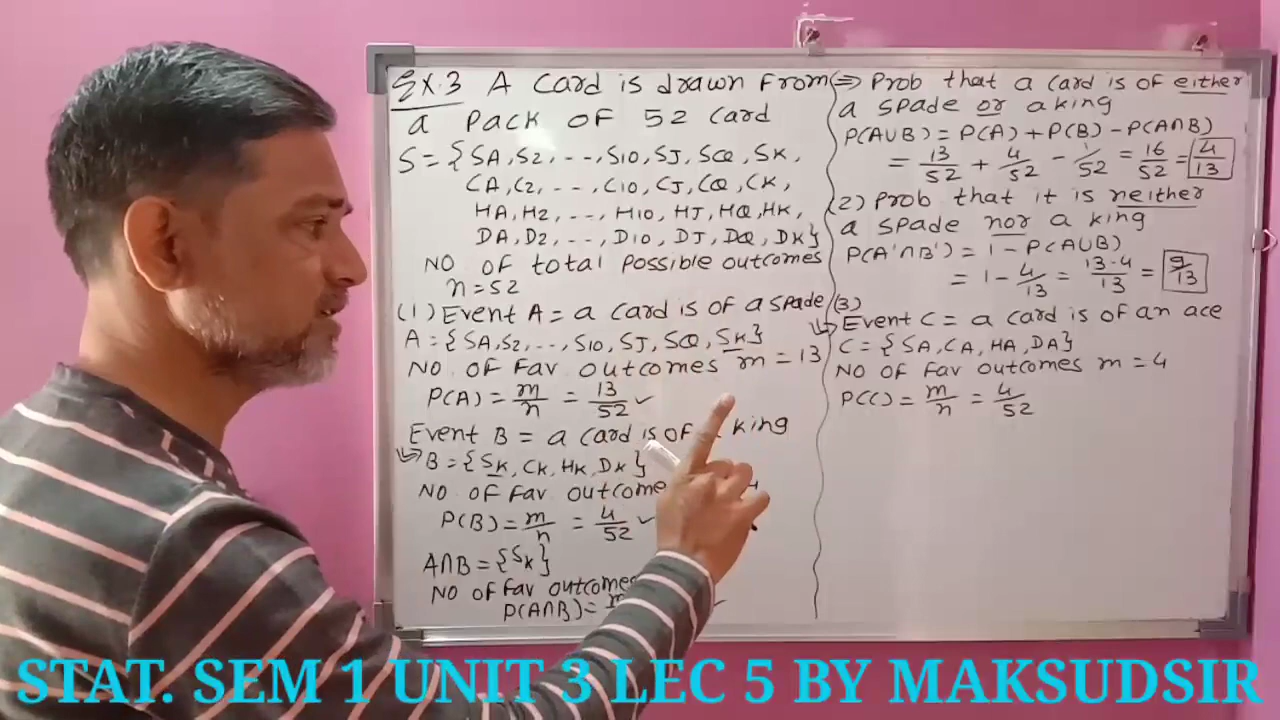 EX.3 A Card is drawn From
a Pack OF 52 Card
S = {SA, S2, ..., S10, SJ, SQ, SK,
CA, C2, ..., C10, CJ, CQ, CK,
HA, H2, ..., H10, HJ, HQ, HK,
DA, D2, ..., D10, DJ, DQ, DK}
NO OF total possible outcomes
n = 52
(1) Event A = a card is of a spade
A = {SA, S2, ..., S10, SJ, SQ, SK}
NO OF Fav outcomes m = 13
P(A) = m/n = 13/52 ✓
Event B = a card is OF king
B = {SK, CK, HK, DK}
NO OF Fav outcome
P(B) = m/n = 4/52 ✓
A∩B = {SK}
NO OF Fav outcomes
P(A∩B) =
⇒ Prob that a card is of either
a spade or a king
P(A∪B) = P(A) + P(B) - P(A∩B)
= 13/52 + 4/52 - 1/52 = 16/52 = 4/13
(2) Prob that it is neither
a spade nor a king
P(A'∩B') = 1 - P(A∪B)
= 1 - 4/13 = 13-4/13 = 9/13
(3)
Event C = a card is of an ace
C = {SA, CA, HA, DA}
NO OF Fav outcomes m = 4
P(C) = m/n = 4/52
STAT. SEM 1 UNIT 3 LEC 5 BY MAKSUDSIR